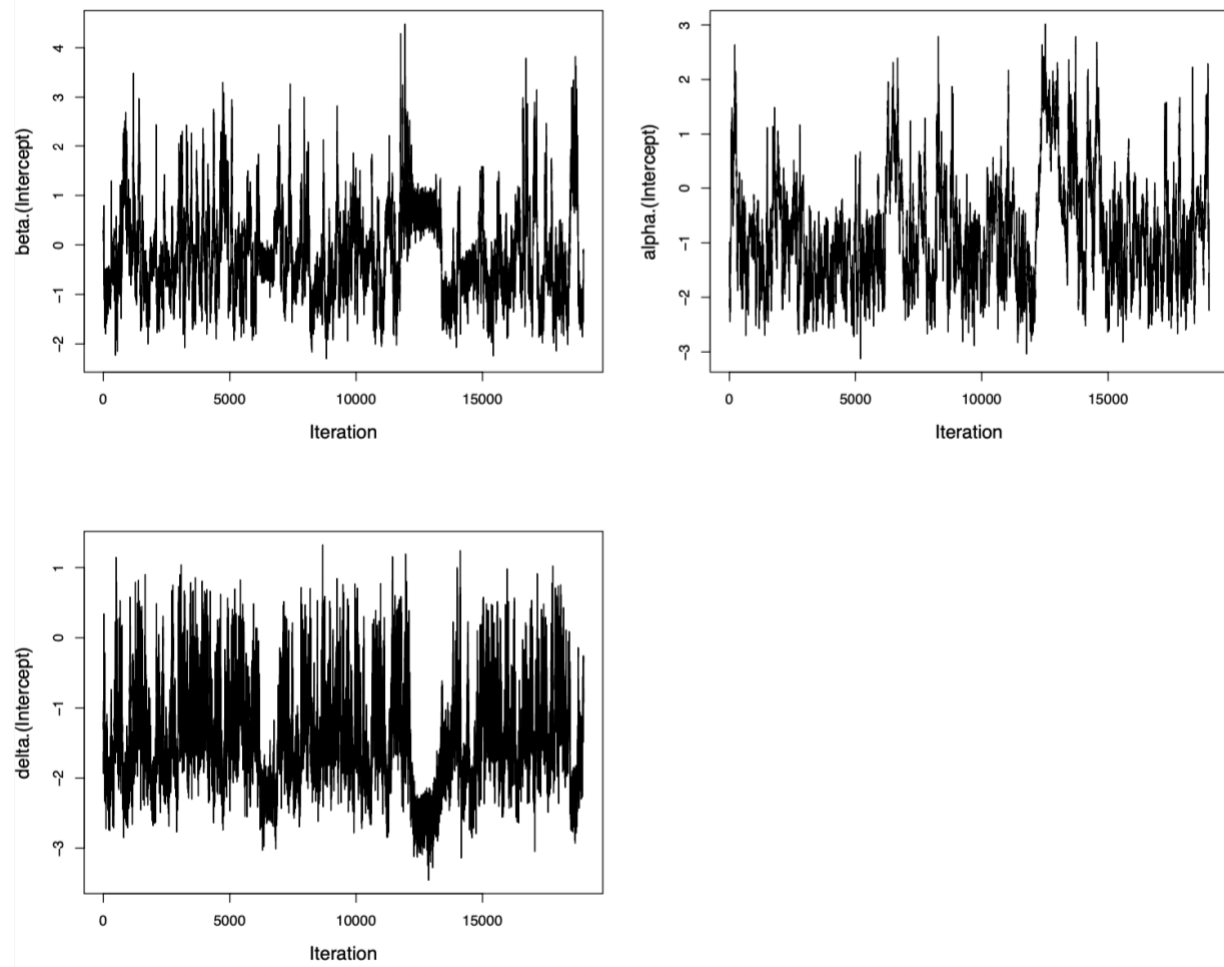 beta.(Intercept)
4
3
2
1
0
-1
-2
0 5000 10000 15000
Iteration
alpha.(Intercept)
3
2
1
0
-1
-2
-3
0 5000 10000 15000
Iteration
delta.(Intercept)
1
0
-1
-2
-3
0 5000 10000 15000
Iteration